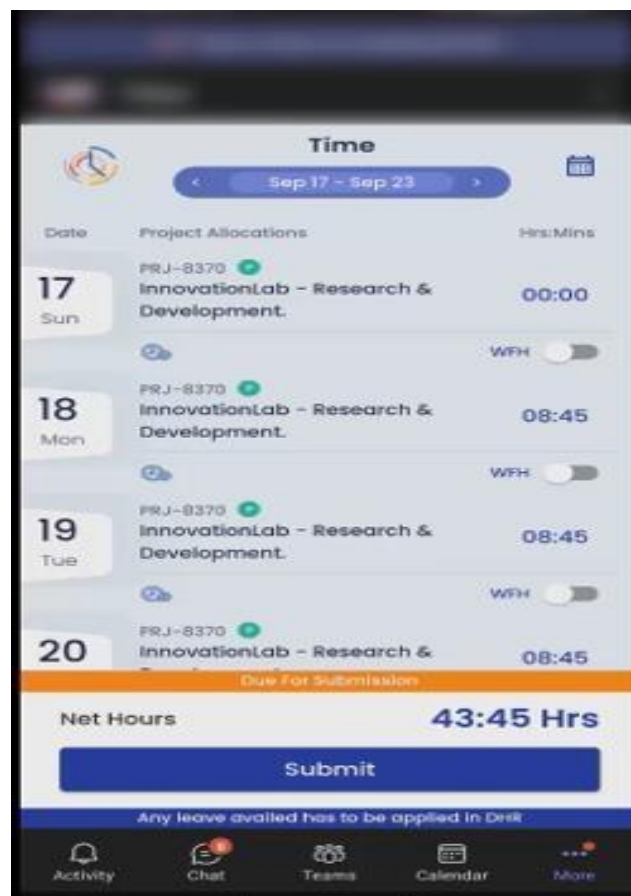 Time
Sep 17 - Sep 23
Date Project Allocations Hrs:Mins
PRJ-8370 P
17 InnovationLab - Research & 00:00
Sun Development.
WFH
PRJ-8370 P
18 InnovationLab - Research & 08:45
Mon Development.
WFH
PRJ-8370 P
19 InnovationLab - Research & 08:45
Tue Development.
WFH
PRJ-8370 P
20 InnovationLab - Research & 08:45
Due For Submission
Net Hours 43:45 Hrs
Submit
Any leave availed has to be applied in DHR
Activity Chat Teams Calendar More